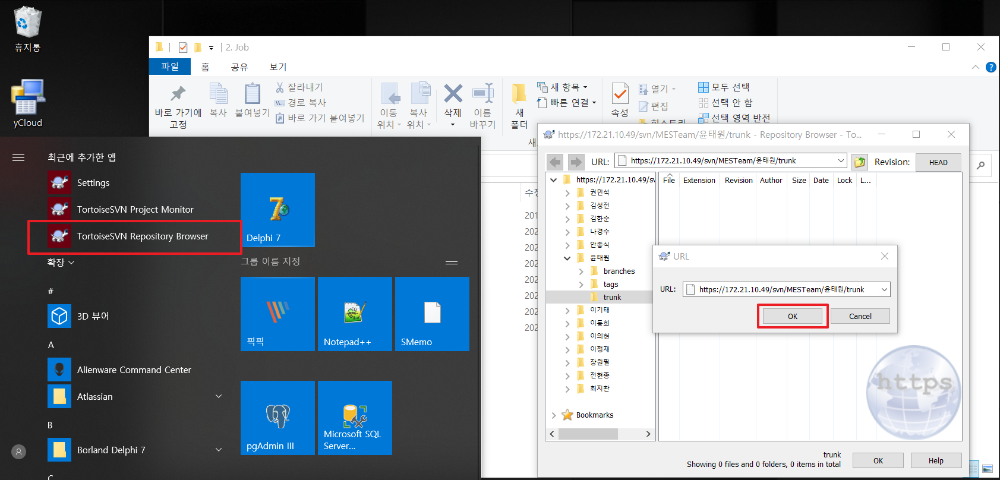 휴지통
yCloud
2. Job
파일
홈
공유
보기
바로 가기에
고정
복사
붙여넣기
잘라내기
경로 복사
바로 가기 붙여넣기
이동
위치
복사
위치
삭제
이름
바꾸기
새
폴더
새 항목
빠른 연결
속성
열기
편집
히스토리
모두 선택
선택 안 함
선택 영역 반전
최근에 추가한 앱
Settings
TortoiseSVN Project Monitor
TortoiseSVN Repository Browser
확장
#
3D 뷰어
A
Alienware Command Center
Atlassian
B
Borland Delphi 7
Delphi 7
그룹 이름 지정
픽픽
Notepad++
SMemo
pgAdmin III
Microsoft SQL
Server...
https://172.21.10.49/svn/MESTeam/윤태원/trunk - Repository Browser - To...
URL:
https://172.21.10.49/svn/MESTeam/윤태원/trunk
Revision:
HEAD
https://172.21.10.49/sv
권민석
김성전
김한순
나경수
안종식
윤태원
branches
tags
trunk
이기태
이동희
이의현
이정재
장원필
전현종
최지환
Bookmarks
File
Extension
Revision
Author
Size
Date
Lock
L...
URL
URL:
https://172.21.10.49/svn/MESTeam/윤태원/trunk
OK
Cancel
https
trunk
Showing 0 files and 0 folders, 0 items in total
OK
Help